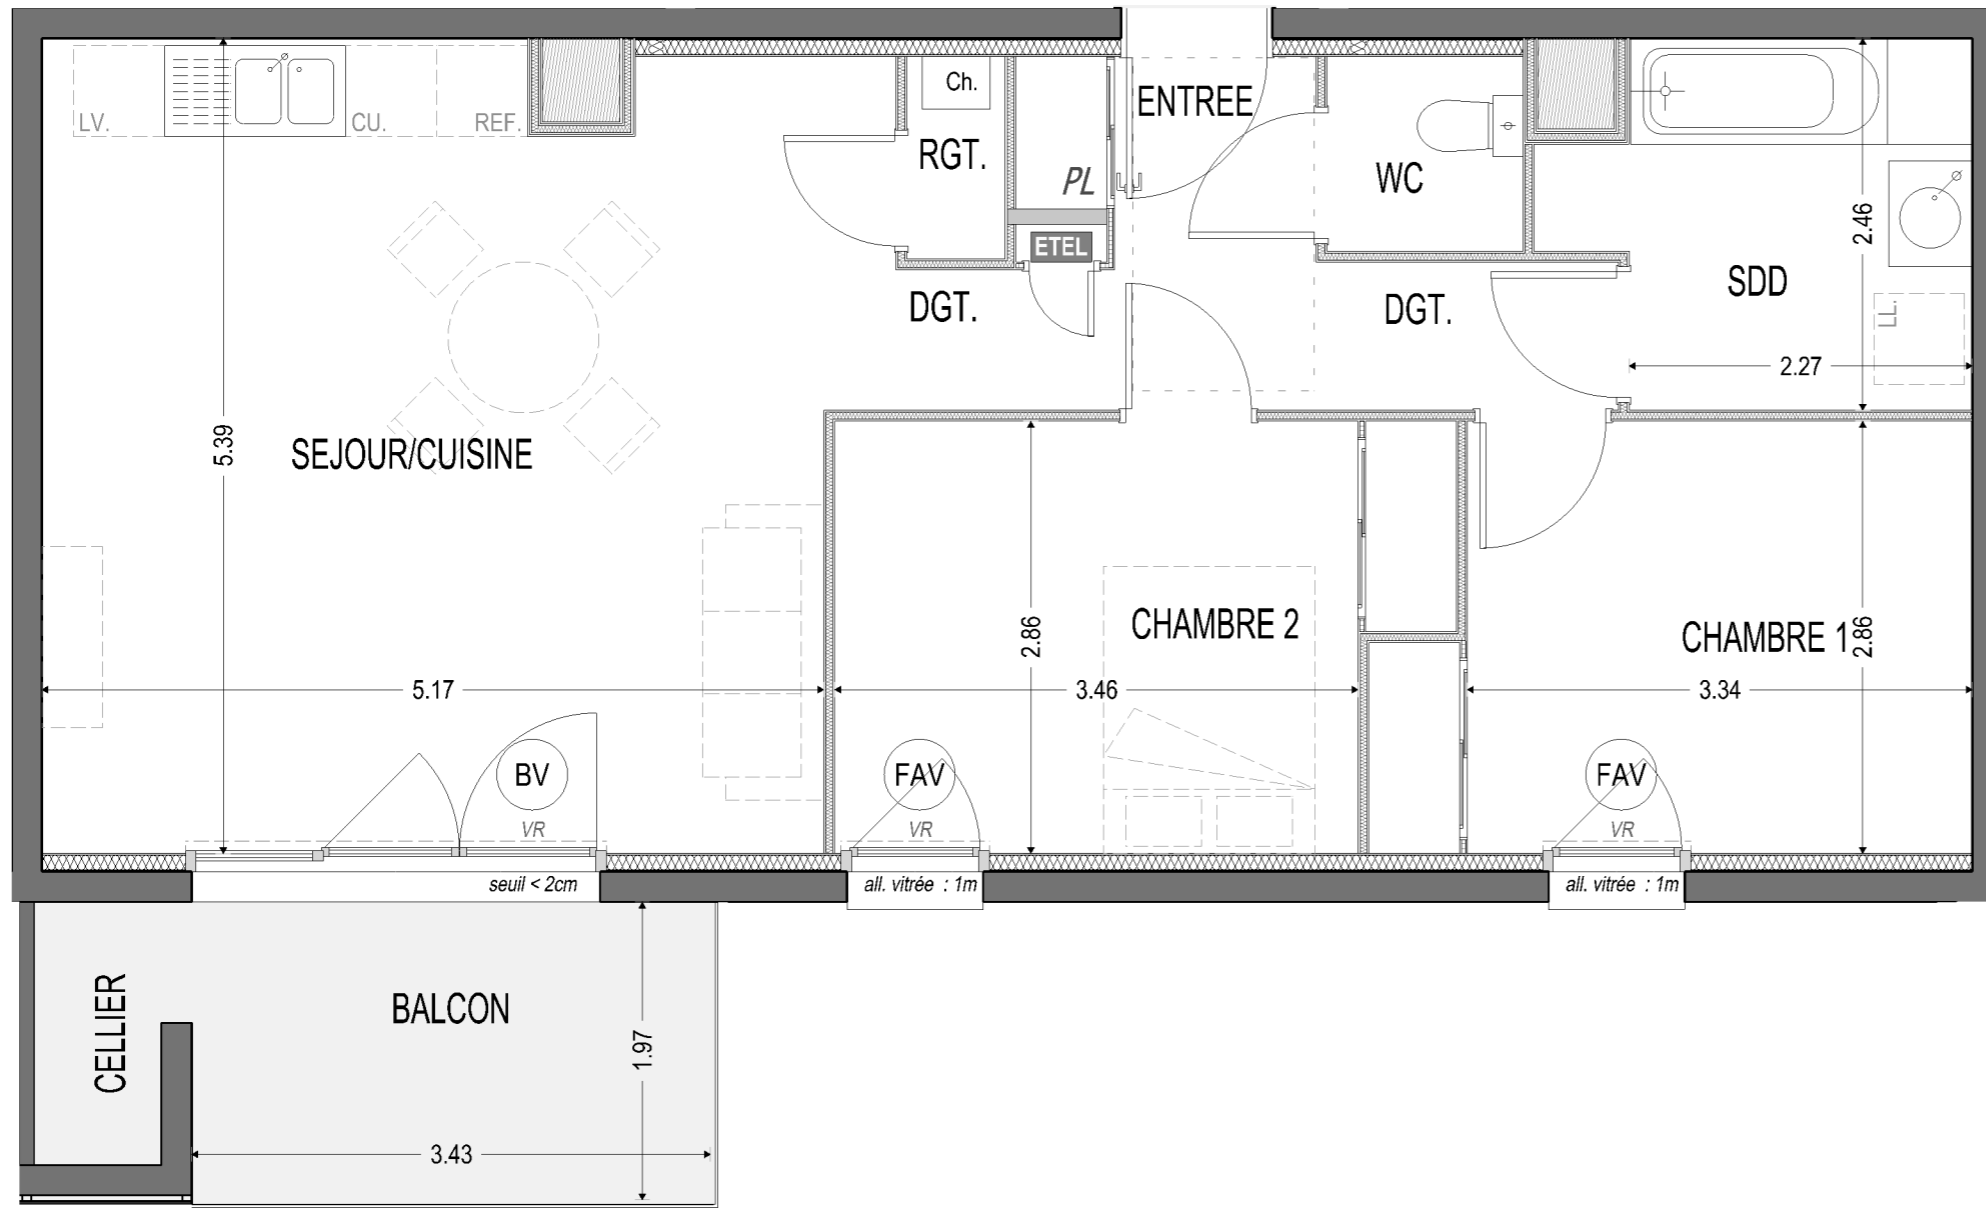 ENTREE
Ch.
LV.
CU.
REF.
RGT.
PL
WC
2.46
ETEL
SDD
DGT.
DGT.
LL.
2.27
5.39
SEJOUR/CUISINE
2.86
CHAMBRE 2
CHAMBRE 1
2.86
5.17
3.46
3.34
BV
FAV
FAV
VR
VR
VR
seuil < 2cm
all. vitrée : 1m
all. vitrée : 1m
CELLIER
BALCON
1.97
3.43